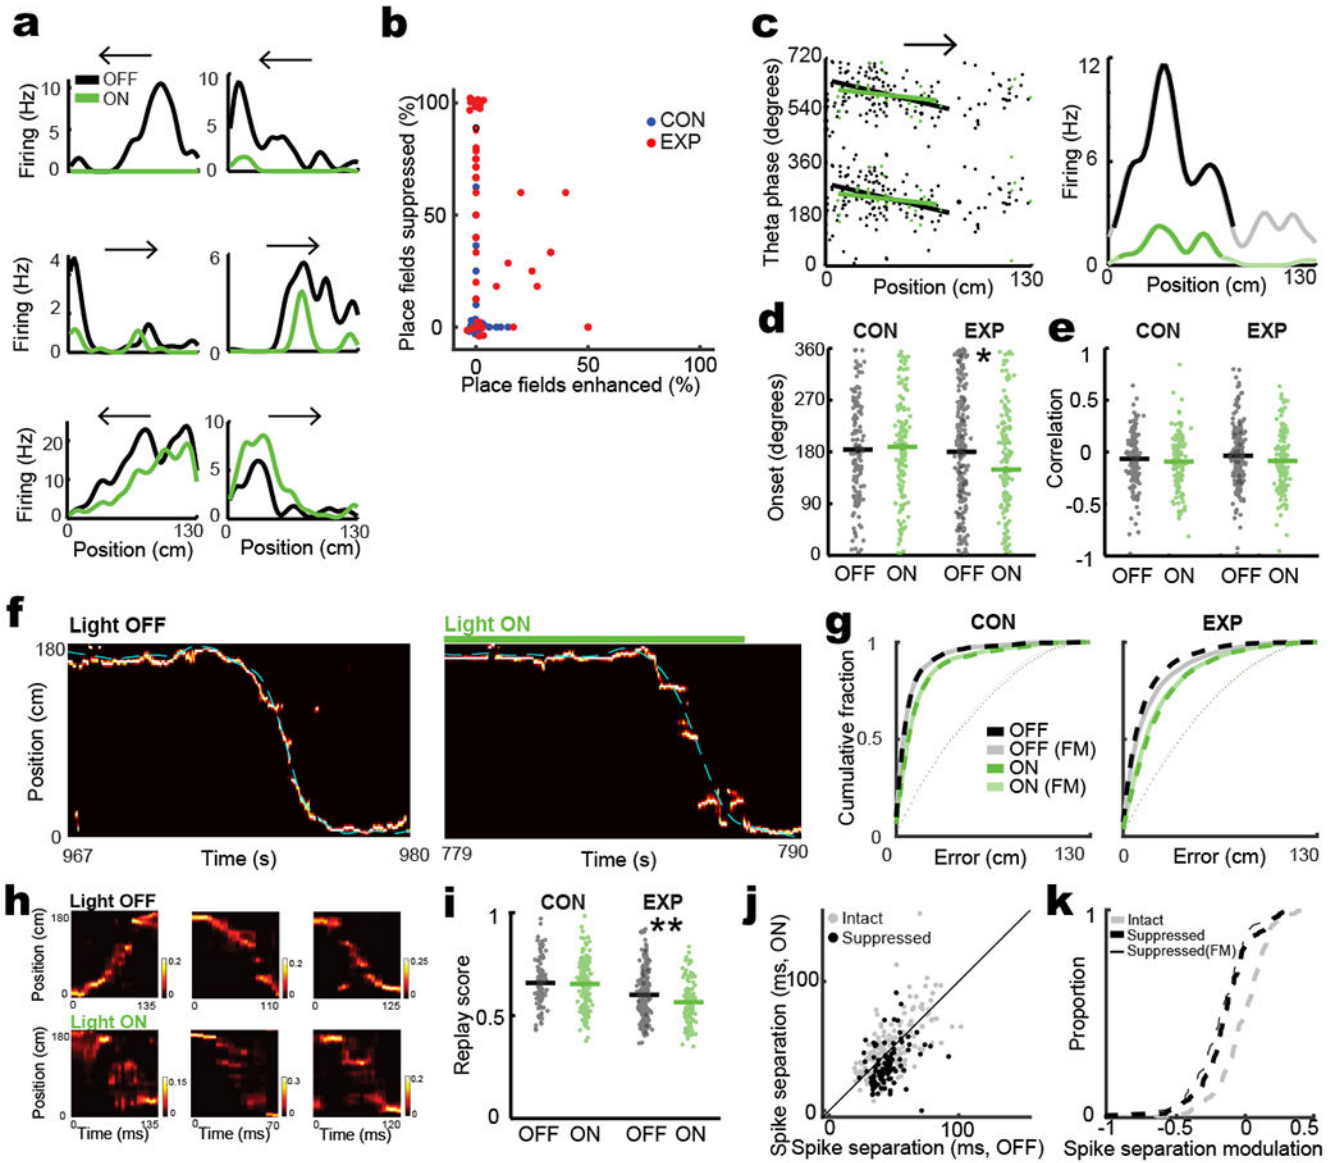 a
OFF
ON
Firing (Hz)
10
5
0
10
5
0
Firing (Hz)
4
2
0
6
0
Firing (Hz)
20
10
0
10
5
0
0
130
0
130
Position (cm)
Position (cm)
b
Place fields suppressed (%)
100
50
0
CON
EXP
0
50
100
Place fields enhanced (%)
c
Theta phase (degrees)
720
540
360
180
0
0
130
Position (cm)
Firing (Hz)
12
6
0
0
130
Position (cm)
d
CON
EXP
*
Onset (degrees)
360
270
180
90
0
OFF
ON
OFF
ON
e
CON
EXP
Correlation
1
0.5
0
-0.5
-1
OFF
ON
OFF
ON
f
Light OFF
Light ON
Position (cm)
180
0
967
Time (s)
980
779
Time (s)
790
g
CON
EXP
Cumulative fraction
1
0.5
0
OFF
OFF (FM)
ON
ON (FM)
0
Error (cm)
130
0
Error (cm)
130
h
Light OFF
Position (cm)
180
0
0
135
0.2
0
0
110
0.2
0
0
125
0.25
0
Light ON
Position (cm)
180
0
0
135
0.15
0
0
70
0.3
0
0
120
0.2
0
Time (ms)
Time (ms)
Time (ms)
i
CON
EXP
**
Replay score
1
0.5
0
OFF
ON
OFF
ON
j
Intact
Suppressed
Spike separation (ms, ON)
100
0
0
100
Spike separation (ms, OFF)
k
Intact
Suppressed
Suppressed(FM)
Proportion
1
0
-1
-0.5
0
0.5
Spike separation modulation